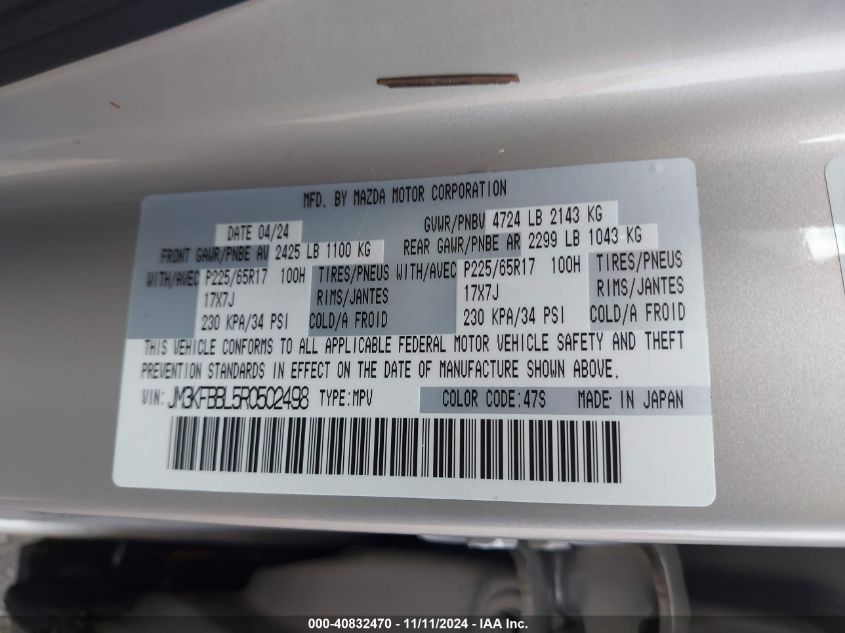 MFD. BY MAZDA MOTOR CORPORATION
DATE 04/24 GVWR/PNBV 4724 LB 2143 KG
FRONT GAWR/PNBE AV 2425 LB 1100 KG REAR GAWR/PNBE AR 2299 LB 1043 KG
WITH/AVEC P225/65R17 100H TIRES/PNEUS WITH/AVEC P225/65R17 100H TIRES/PNEUS
17X7J RIMS/JANTES 17X7J RIMS/JANTES
230 KPA/34 PSI COLD/A FROID 230 KPA/34 PSI COLD/A FROID
THIS VEHICLE CONFORMS TO ALL APPLICABLE FEDERAL MOTOR VEHICLE SAFETY AND THEFT
PREVENTION STANDARDS IN EFFECT ON THE DATE OF MANUFACTURE SHOWN ABOVE.
VIN: JM3KFBBL5R0502498 TYPE:MPV COLOR CODE:47S MADE IN JAPAN
000-40832470 - 11/11/2024 - IAA Inc.